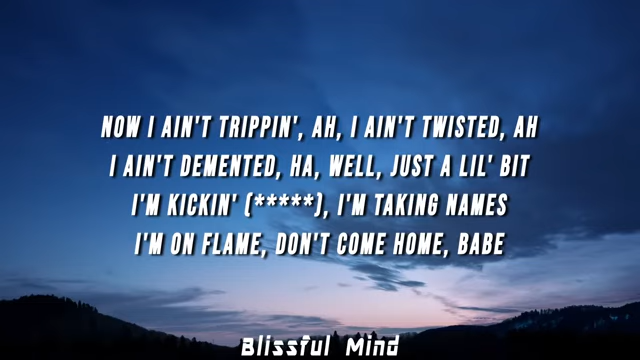 NOW I AIN'T TRIPPIN', AH, I AIN'T TWISTED, AH
I AIN'T DEMENTED, HA, WELL, JUST A LIL' BIT
I'M KICKIN' (*****), I'M TAKING NAMES
I'M ON FLAME, DON'T COME HOME, BABE
Blissful Mind